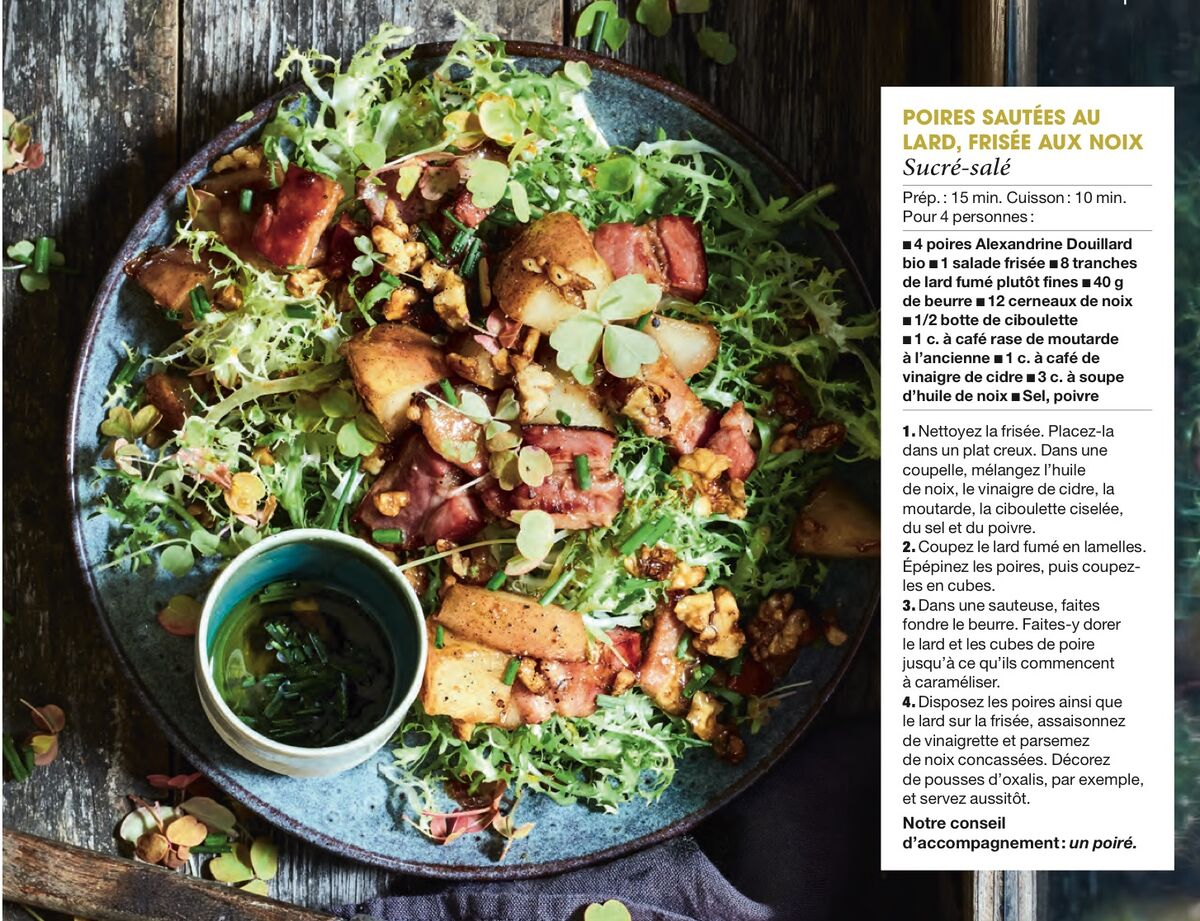 POIRES SAUTÉES AU
LARD, FRISÉE AUX NOIX
Sucré-salé
Prép. : 15 min. Cuisson : 10 min.
Pour 4 personnes :
■ 4 poires Alexandrine Douillard
bio ■ 1 salade frisée ■ 8 tranches
de lard fumé plutôt fines ■ 40 g
de beurre ■ 12 cerneaux de noix
■ 1/2 botte de ciboulette
■ 1 c. à café rase de moutarde
à l’ancienne ■ 1 c. à café de
vinaigre de cidre ■ 3 c. à soupe
d’huile de noix ■ Sel, poivre
1. Nettoyez la frisée. Placez-la
dans un plat creux. Dans une
coupelle, mélangez l’huile
de noix, le vinaigre de cidre, la
moutarde, la ciboulette ciselée,
du sel et du poivre.
2. Coupez le lard fumé en lamelles.
Épépinez les poires, puis coupez-
les en cubes.
3. Dans une sauteuse, faites
fondre le beurre. Faites-y dorer
le lard et les cubes de poire
jusqu’à ce qu’ils commencent
à caraméliser.
4. Disposez les poires ainsi que
le lard sur la frisée, assaisonnez
de vinaigrette et parsemez
de noix concassées. Décorez
de pousses d’oxalis, par exemple,
et servez aussitôt.
Notre conseil
d’accompagnement : un poiré.